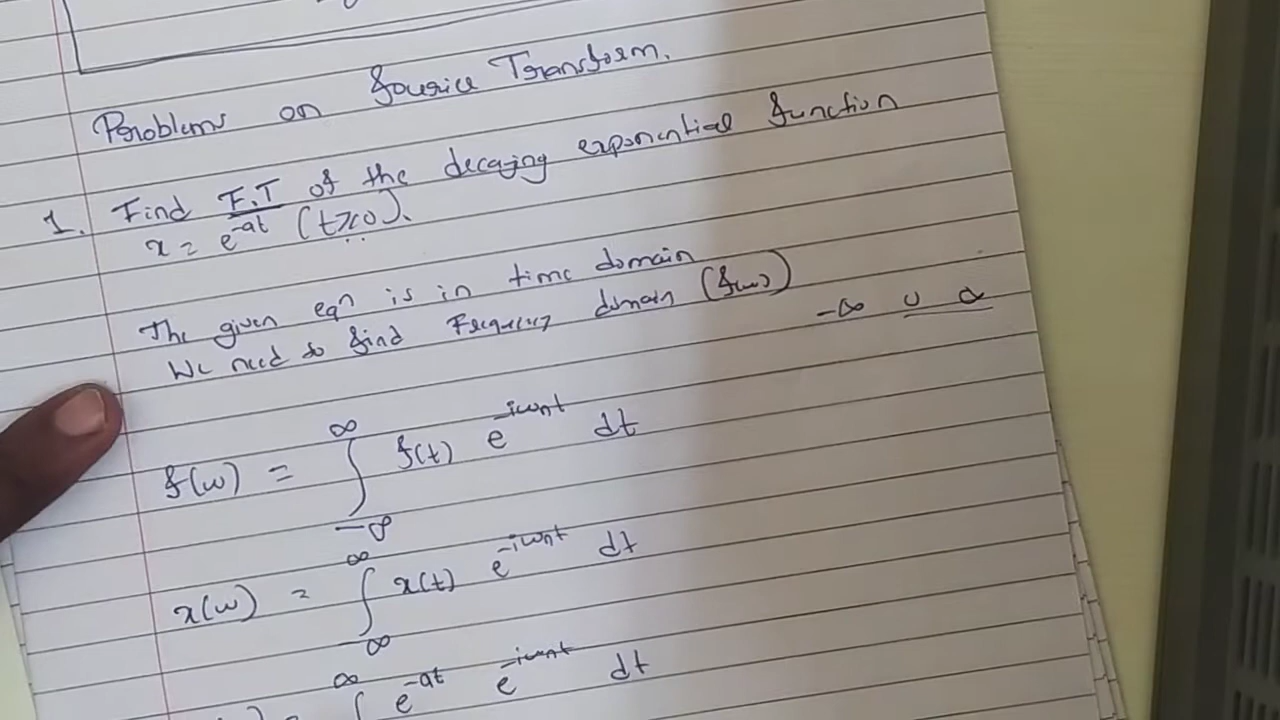 Problems on Fourier Transform.
1. Find F.T of the decaying exponential function
x = e^-at (t≥0).
The given eqn is in time domain
We need to find Frequency domain (f(ω))
-∞ 0 ∞
f(ω) = ∫_{-∞}^{∞} f(t) e^{-iωnt} dt
x(ω) = ∫_{-∞}^{∞} x(t) e^{-iωnt} dt
= ∫^{∞} e^{-at} e^{-iωnt} dt